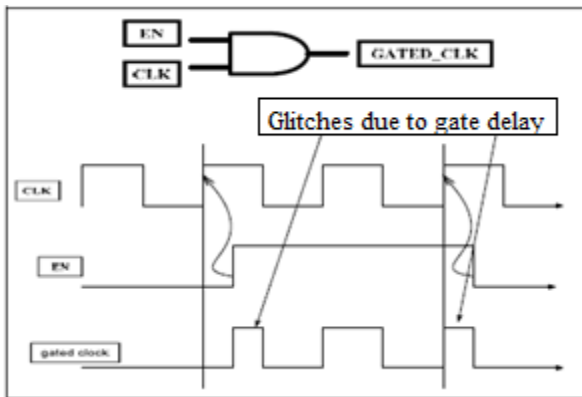 EN
CLK
GATED_CLK
Glitches due to gate delay
CLK
EN
gated clock